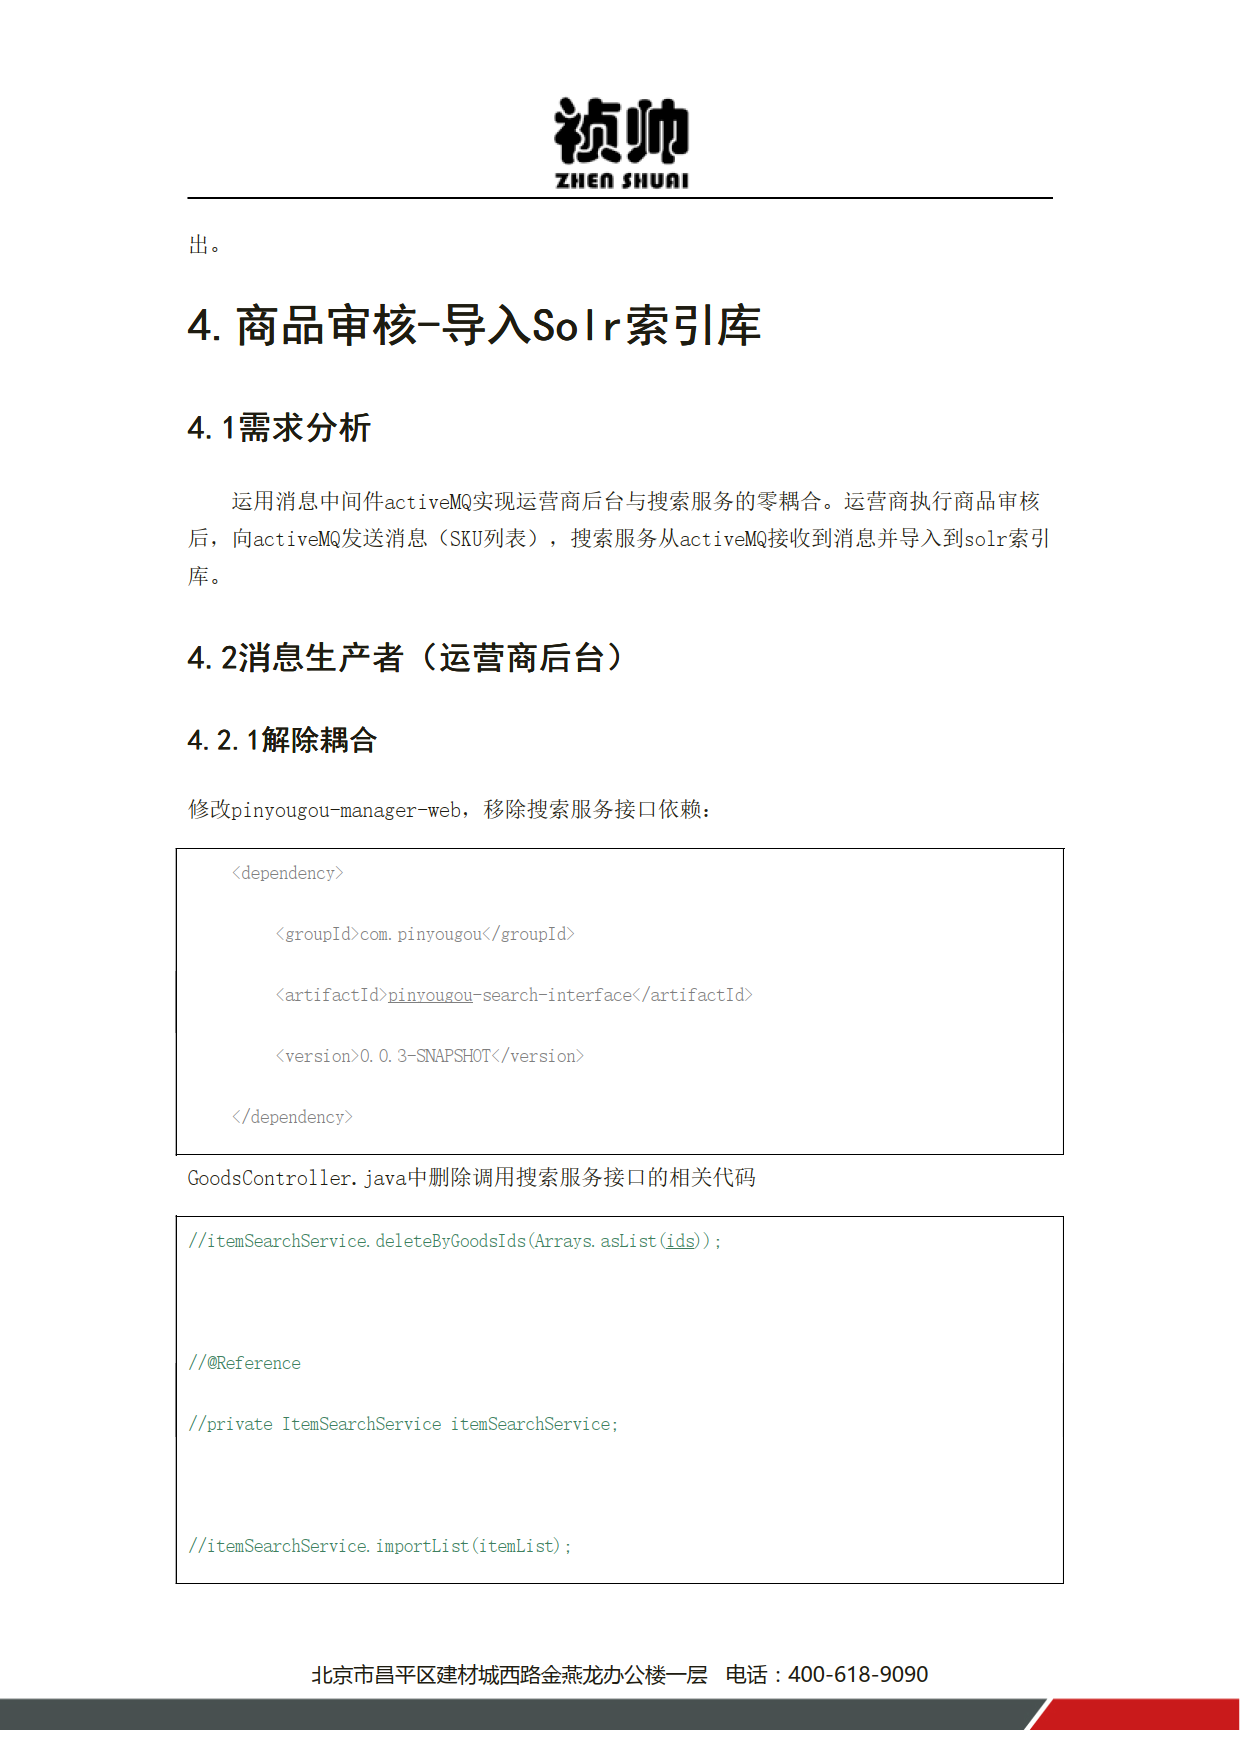 祯帅
ZHEN SHUAI
出。
4.商品审核-导入Solr索引库
4.1需求分析
运用消息中间件activeMQ实现运营商后台与搜索服务的零耦合。运营商执行商品审核
后，向activeMQ发送消息（SKU列表），搜索服务从activeMQ接收到消息并导入到solr索引
库。
4.2消息生产者（运营商后台）
4.2.1解除耦合
修改pinyougou-manager-web，移除搜索服务接口依赖：
<dependency>
<groupId>com.pinyougou</groupId>
<artifactId>pinyougou-search-interface</artifactId>
<version>0.0.3-SNAPSHOT</version>
</dependency>
GoodsController.java中删除调用搜索服务接口的相关代码
//itemSearchService.deleteByGoodsIds(Arrays.asList(ids));
//@Reference
//private ItemSearchService itemSearchService;
//itemSearchService.importList(itemList);
北京市昌平区建材城西路金燕龙办公楼一层 电话：400-618-9090